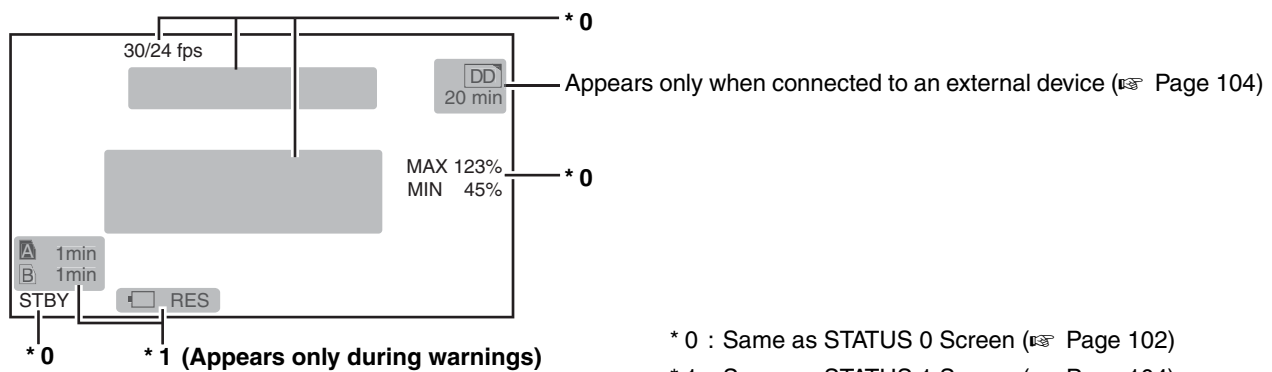 * 0
30/24 fps
DD
20 min
Appears only when connected to an external device (☞ Page 104)
MAX 123%
MIN 45%
* 0
A 1min
B 1min
STBY
RES
* 0
* 1 (Appears only during warnings)
* 0 : Same as STATUS 0 Screen (☞ Page 102)